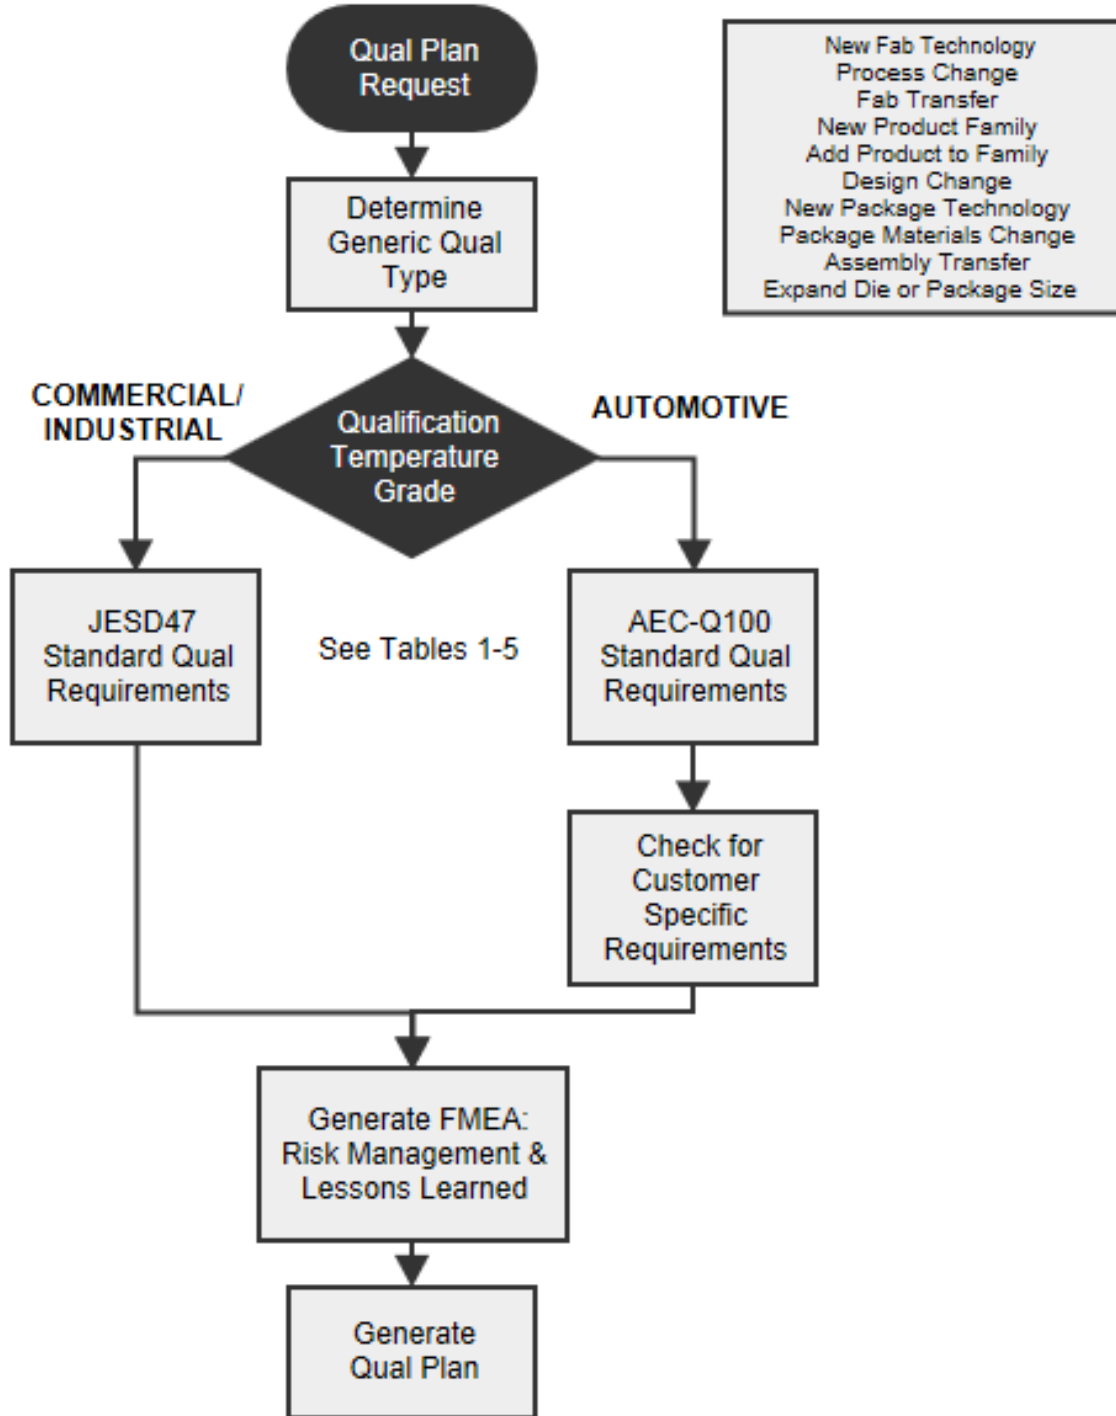 Qual Plan
Request
New Fab Technology
Process Change
Fab Transfer
New Product Family
Add Product to Family
Design Change
New Package Technology
Package Materials Change
Assembly Transfer
Expand Die or Package Size
Determine
Generic Qual
Type
COMMERCIAL/
INDUSTRIAL
Qualification
Temperature
Grade
AUTOMOTIVE
JESD47
Standard Qual
Requirements
See Tables 1-5
AEC-Q100
Standard Qual
Requirements
Check for
Customer
Specific
Requirements
Generate FMEA:
Risk Management &
Lessons Learned
Generate
Qual Plan